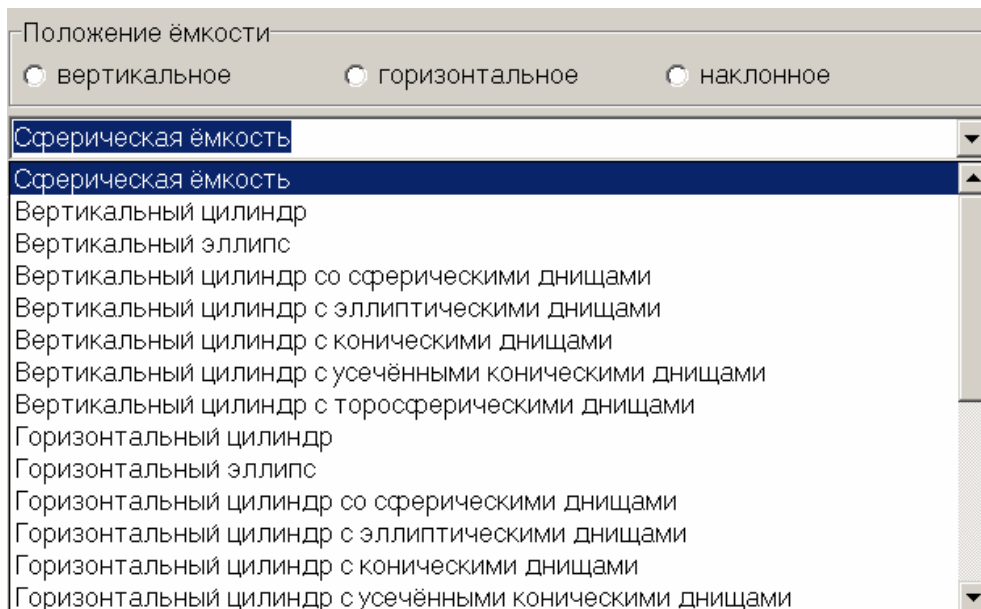 Положение ёмкости
вертикальное горизонтальное наклонное
Сферическая ёмкость
Сферическая ёмкость
Вертикальный цилиндр
Вертикальный эллипс
Вертикальный цилиндр со сферическими днищами
Вертикальный цилиндр с эллиптическими днищами
Вертикальный цилиндр с коническими днищами
Вертикальный цилиндр с усечёнными коническими днищами
Вертикальный цилиндр с торосферическими днищами
Горизонтальный цилиндр
Горизонтальный эллипс
Горизонтальный цилиндр со сферическими днищами
Горизонтальный цилиндр с эллиптическими днищами
Горизонтальный цилиндр с коническими днищами
Горизонтальный цилиндр с усечёнными коническими днищами